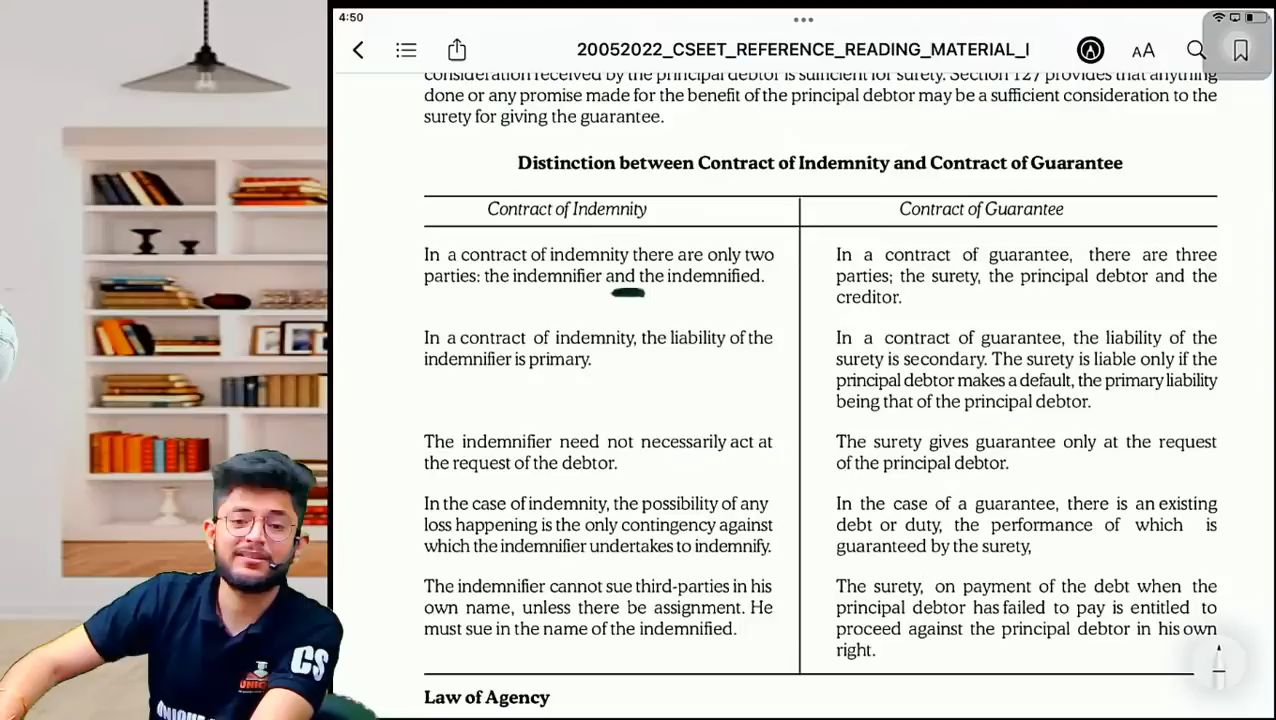 4:50
20052022_CSEET_REFERENCE_READING_MATERIAL_I
AA
consideration received by the principal debtor is sufficient for surety. Section 127 provides that anything
done or any promise made for the benefit of the principal debtor may be a sufficient consideration to the
surety for giving the guarantee.
Distinction between Contract of Indemnity and Contract of Guarantee
Contract of Indemnity
In a contract of indemnity there are only two
parties: the indemnifier and the indemnified.
In a contract of indemnity, the liability of the
indemnifier is primary.
The indemnifier need not necessarily act at
the request of the debtor.
In the case of indemnity, the possibility of any
loss happening is the only contingency against
which the indemnifier undertakes to indemnify.
The indemnifier cannot sue third-parties in his
own name, unless there be assignment. He
must sue in the name of the indemnified.
Contract of Guarantee
In a contract of guarantee, there are three
parties; the surety, the principal debtor and the
creditor.
In a contract of guarantee, the liability of the
surety is secondary. The surety is liable only if the
principal debtor makes a default, the primary liability
being that of the principal debtor.
The surety gives guarantee only at the request
of the principal debtor.
In the case of a guarantee, there is an existing
debt or duty, the performance of which is
guaranteed by the surety,
The surety, on payment of the debt when the
principal debtor has failed to pay is entitled to
proceed against the principal debtor in his own
right.
Law of Agency
CS